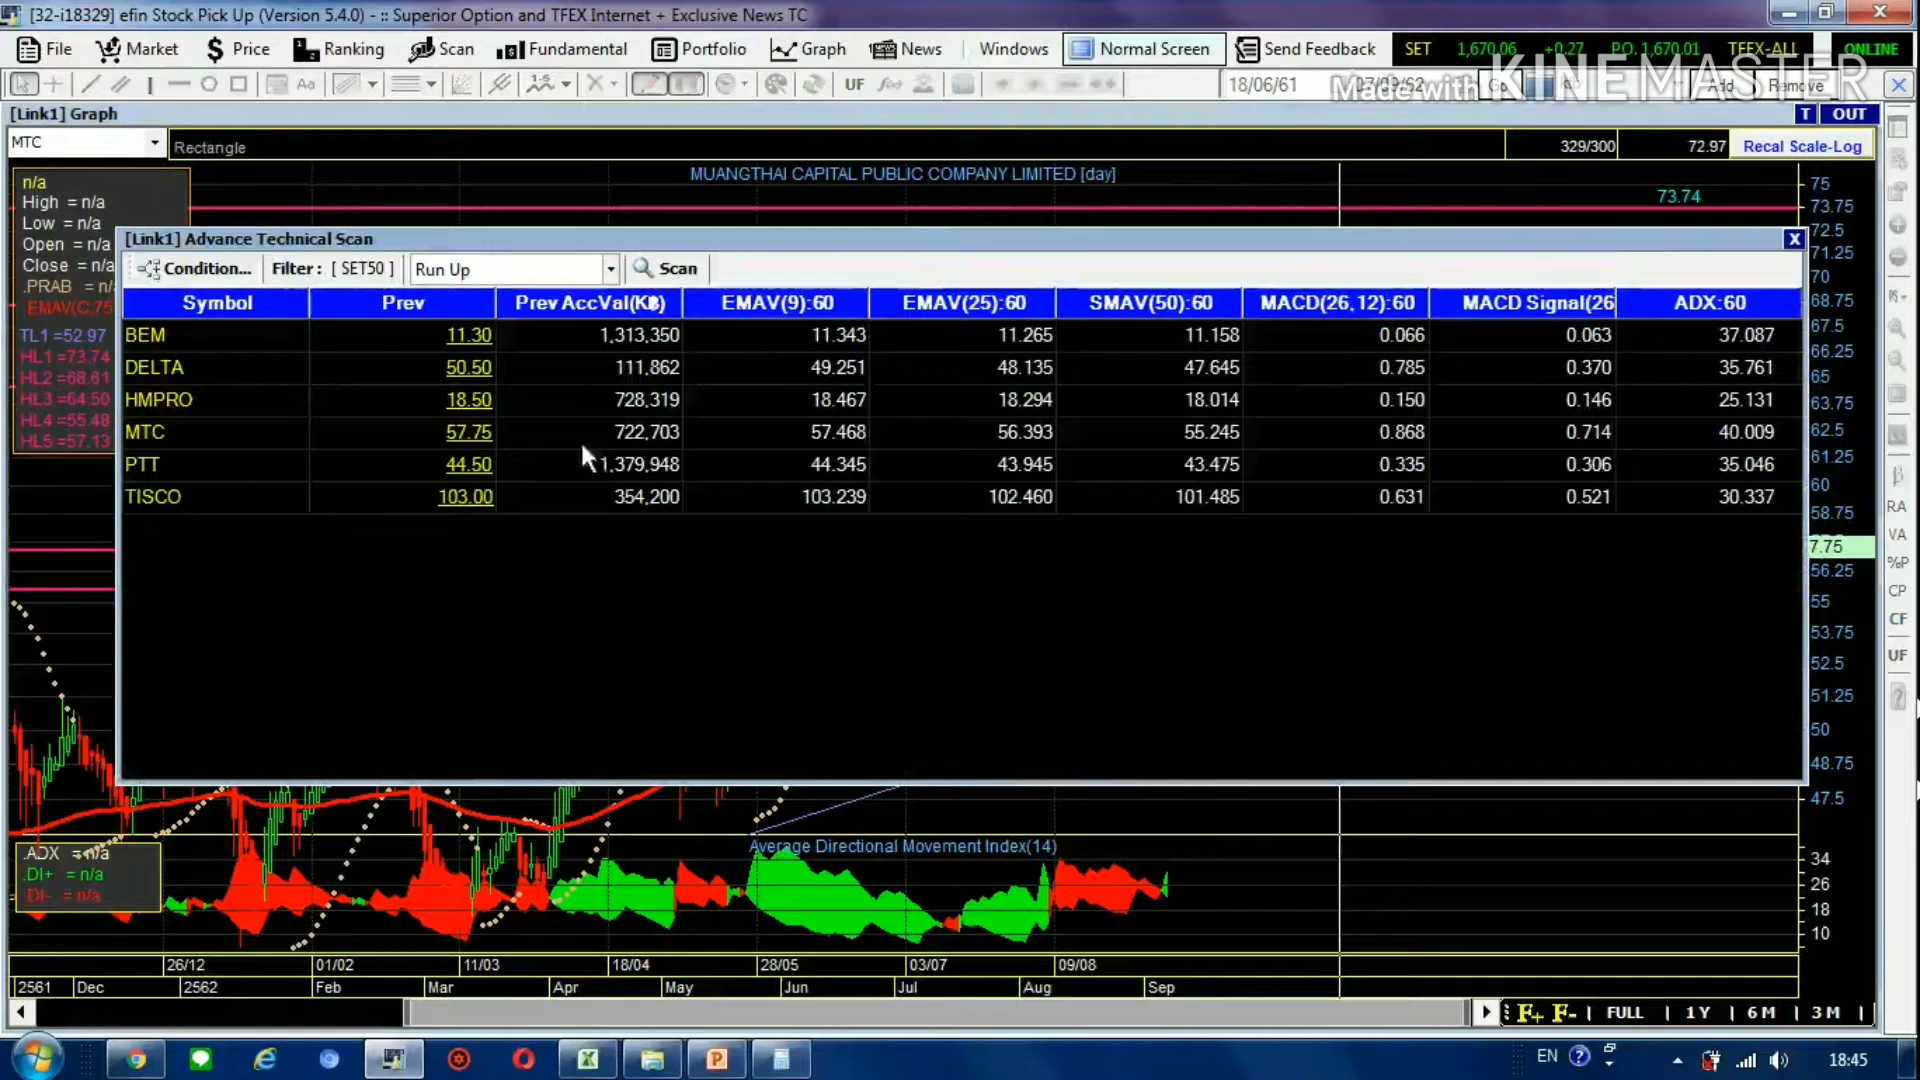 [32-i18329] efin Stock Pick Up (Version 5.4.0) - :: Superior Option and TFEX Internet + Exclusive News TC
File Market Price Ranking Scan Fundamental Portfolio Graph News Windows Normal Screen Send Feedback SET 1,670.06 +0.27 PO. 1,670.01 TFEX-ALL ONLINE
Aa UF 18/06/61 07/09/62 Add Remove
Made with KINEMASTER
[Link1] Graph T OUT
MTC Rectangle 329/300 72.97 Recal Scale-Log
MUANGTHAI CAPITAL PUBLIC COMPANY LIMITED [day]
n/a
High = n/a
Low = n/a
Open = n/a
Close = n/a
.PRAB = n/
EMAV(C,75
TL1 =52.97
HL1 =73.74
HL2 =68.61
HL3 =64.50
HL4 =55.48
HL5 =57.13
73.74
[Link1] Advance Technical Scan X
Condition... Filter : [ SET50 ] Run Up Scan
Symbol Prev Prev AccVal(KB) EMAV(9):60 EMAV(25):60 SMAV(50):60 MACD(26,12):60 MACD Signal(26 ADX:60
BEM 11.30 1,313,350 11.343 11.265 11.158 0.066 0.063 37.087
DELTA 50.50 111,862 49.251 48.135 47.645 0.785 0.370 35.761
HMPRO 18.50 728,319 18.467 18.294 18.014 0.150 0.146 25.131
MTC 57.75 722,703 57.468 56.393 55.245 0.868 0.714 40.009
PTT 44.50 1,379,948 44.345 43.945 43.475 0.335 0.306 35.046
TISCO 103.00 354,200 103.239 102.460 101.485 0.631 0.521 30.337
75
73.75
72.5
71.25
70
68.75
67.5
66.25
65
63.75
62.5
61.25
60
58.75
7.75
56.25
55
53.75
52.5
51.25
50
48.75
47.5
RA
VA
%P
CP
CF
UF
Average Directional Movement Index(14)
.ADX = n/a
.DI+ = n/a
.DI- = n/a
34
26
18
10
26/12 01/02 11/03 18/04 28/05 03/07 09/08
2561 Dec 2562 Feb Mar Apr May Jun Jul Aug Sep
F+ F- | FULL | 1 Y | 6 M | 3 M |
EN 18:45